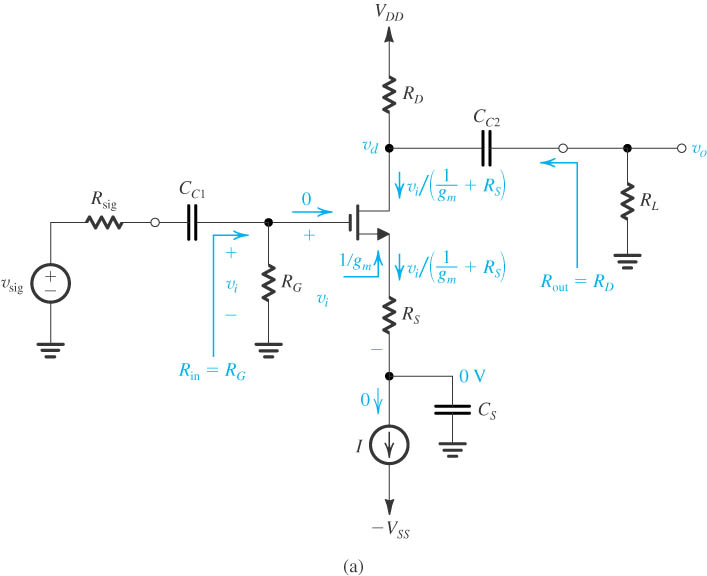 V_DD
R_D
C_C2
v_d
v_o
v_i/(1/g_m + R_S)
R_sig
C_C1
0
R_L
+
1/g_m
v_i/(1/g_m + R_S)
+
v_sig
+
−
v_i
−
R_G
v_i
R_out = R_D
R_S
−
R_in = R_G
0 V
0
C_S
I
−V_SS
(a)